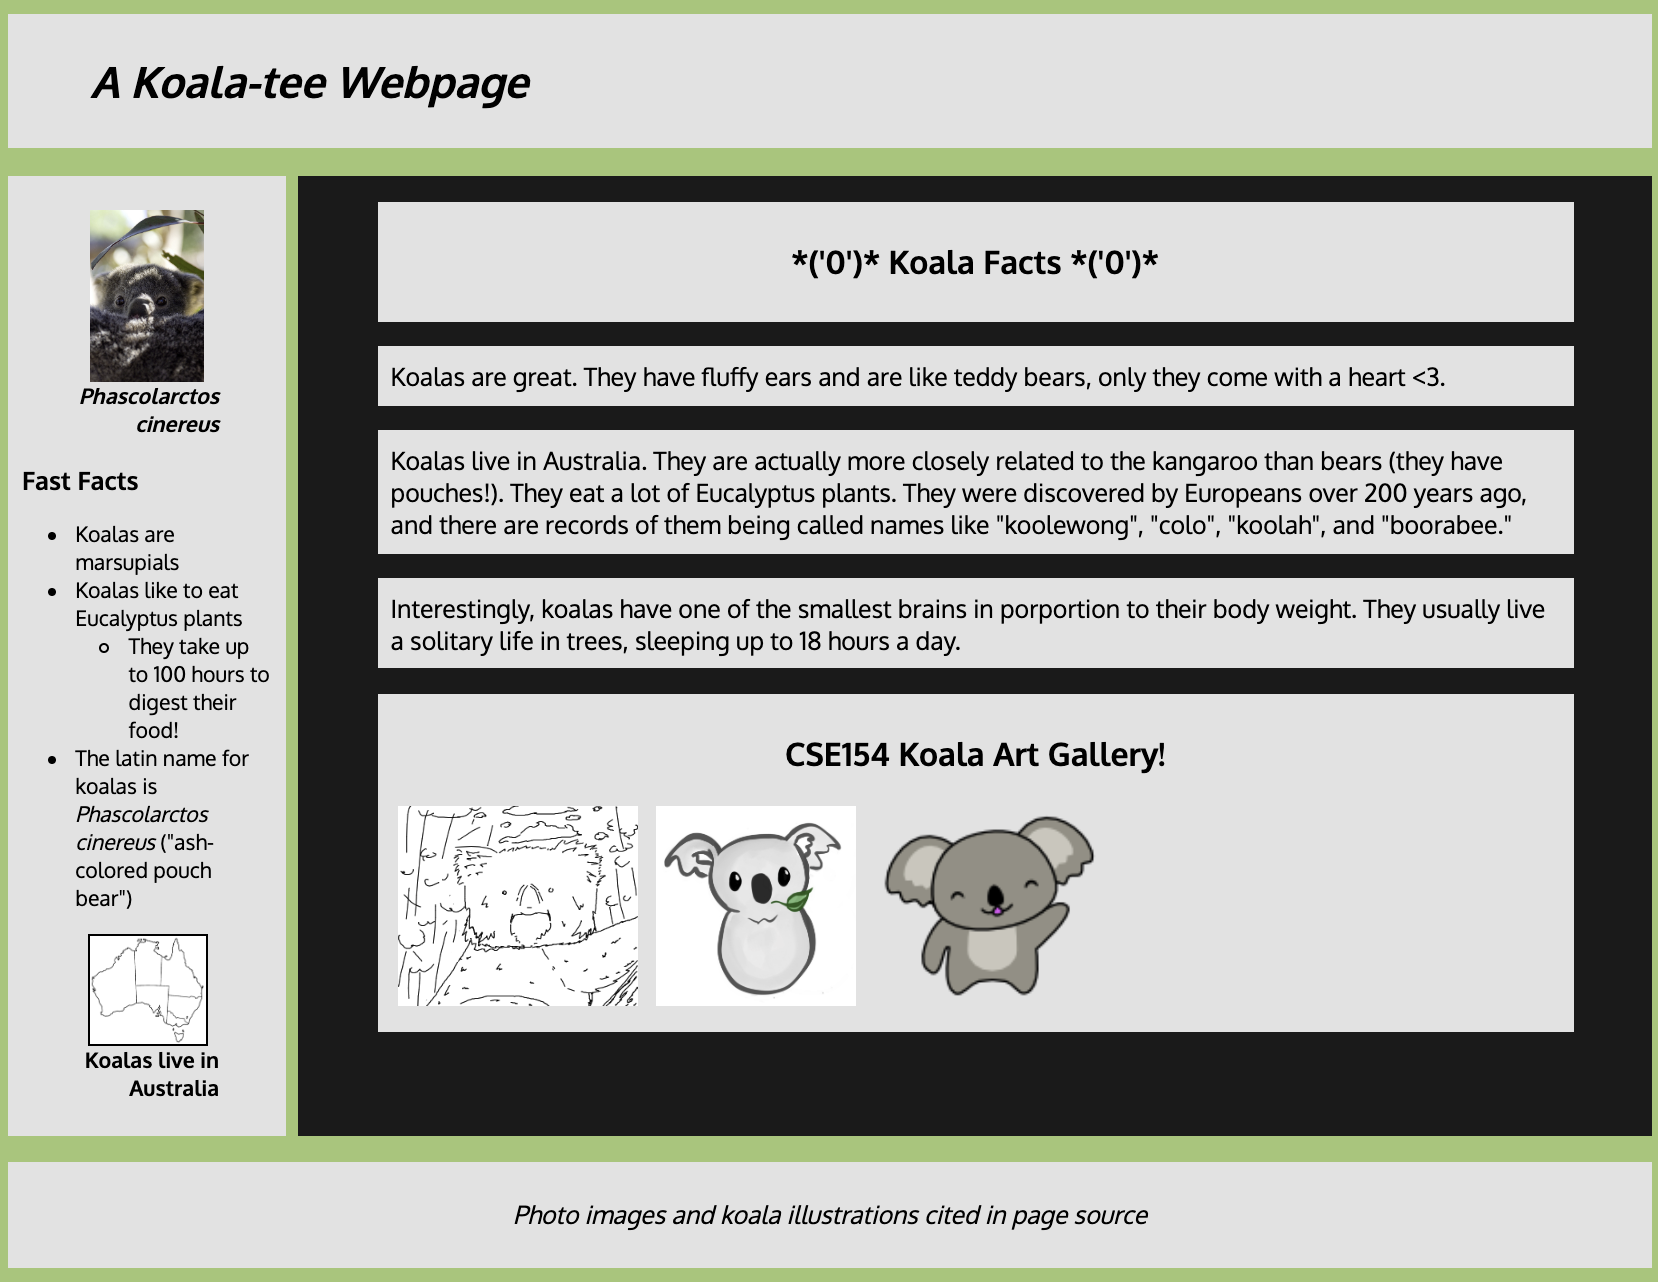 A Koala-tee Webpage
Phascolarctos
cinereus
Fast Facts
Koalas are
marsupials
Koalas like to eat
Eucalyptus plants
They take up
to 100 hours to
digest their
food!
The latin name for
koalas is
Phascolarctos
cinereus ("ash-
colored pouch
bear")
Koalas live in
Australia
*('0')* Koala Facts *('0')*
Koalas are great. They have fluffy ears and are like teddy bears, only they come with a heart <3.
Koalas live in Australia. They are actually more closely related to the kangaroo than bears (they have
pouches!). They eat a lot of Eucalyptus plants. They were discovered by Europeans over 200 years ago,
and there are records of them being called names like "koolewong", "colo", "koolah", and "boorabee."
Interestingly, koalas have one of the smallest brains in porportion to their body weight. They usually live
a solitary life in trees, sleeping up to 18 hours a day.
CSE154 Koala Art Gallery!
Photo images and koala illustrations cited in page source